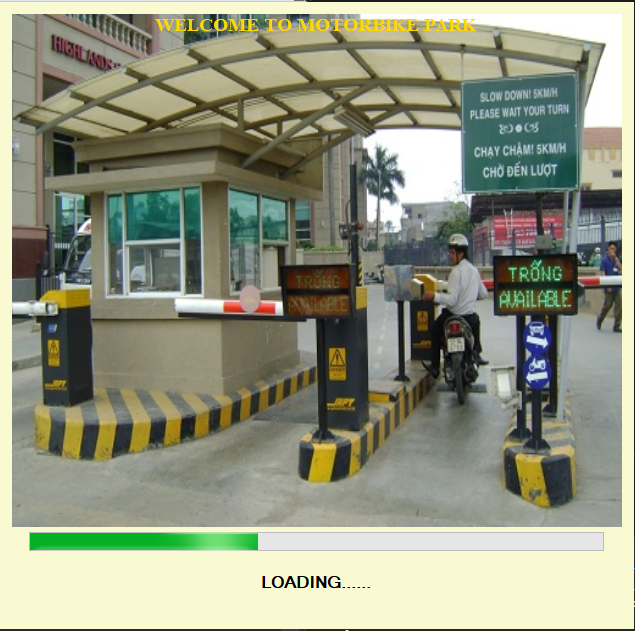 WELCOME TO MOTORBIKE PARK
HIGHLANDS
SLOW DOWN! 5KM/H
PLEASE WAIT YOUR TURN
CHẠY CHẬM! 5KM/H
CHỜ ĐẾN LƯỢT
TRỐNG
AVAILABLE
TRỐNG
AVAILABLE
LOADING......